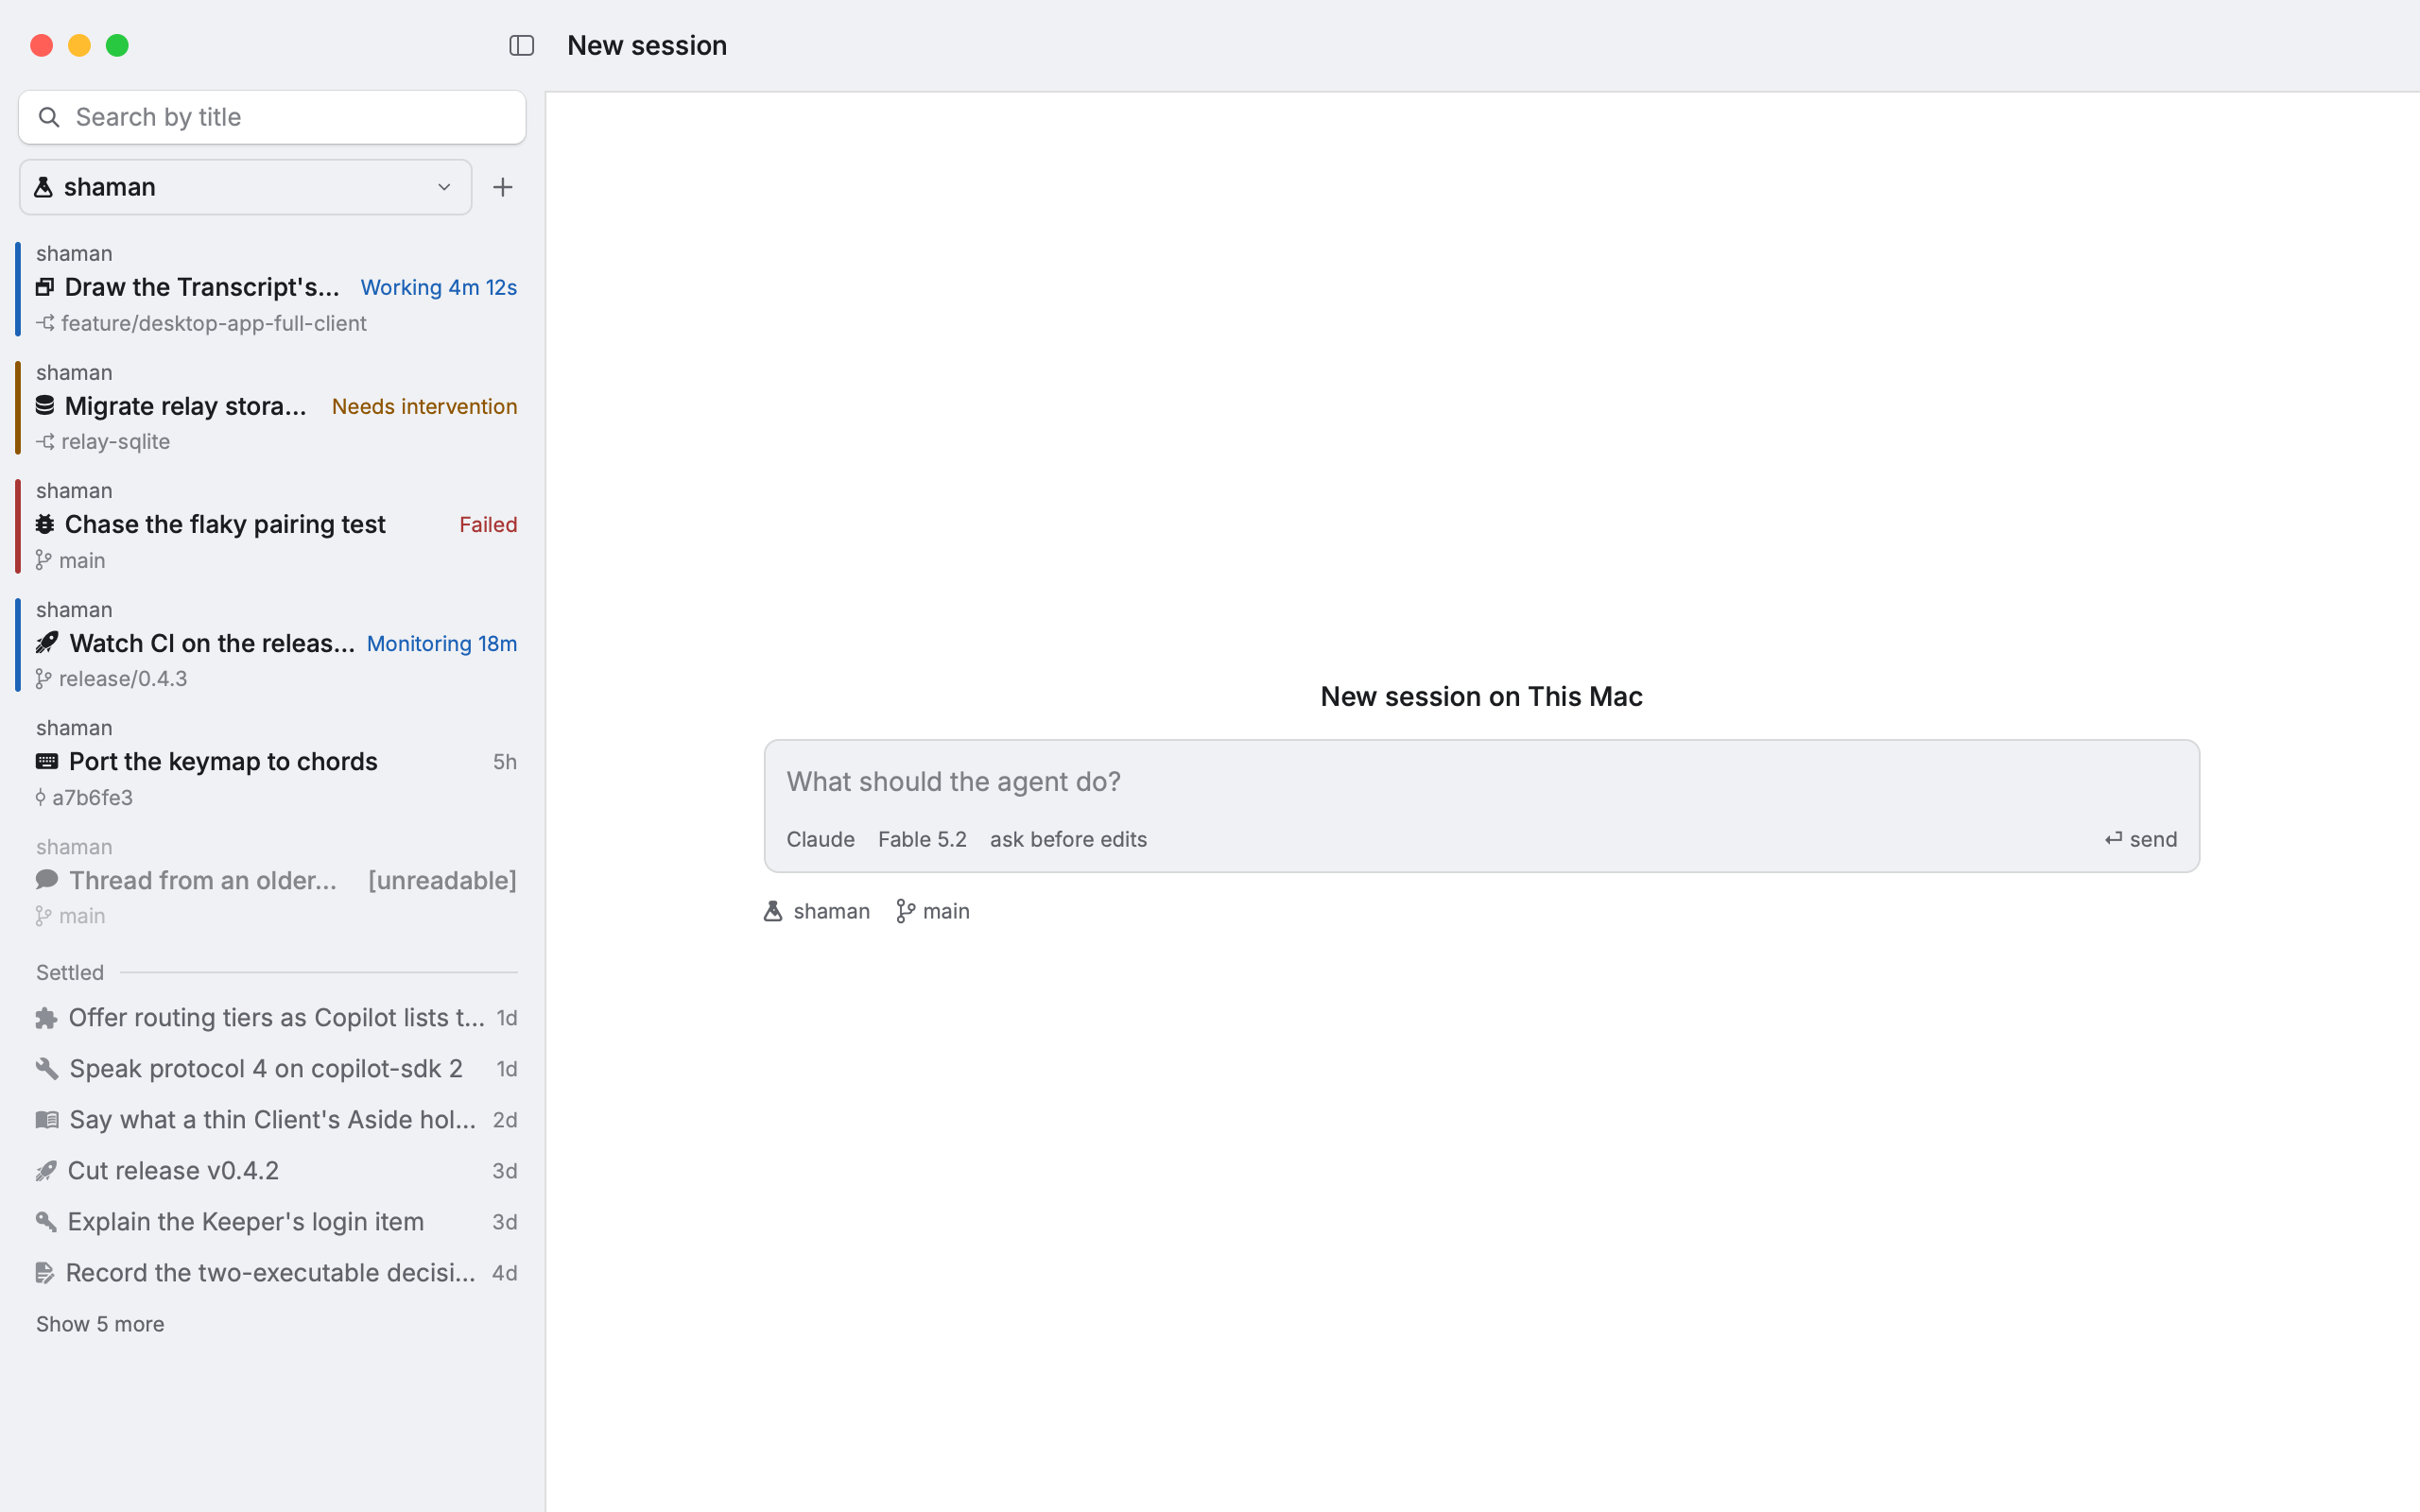 New session
Search by title
shaman
shaman
Draw the Transcript's... Working 4m 12s
feature/desktop-app-full-client
shaman
Migrate relay stora... Needs intervention
relay-sqlite
shaman
Chase the flaky pairing test Failed
main
shaman
Watch CI on the releas... Monitoring 18m
release/0.4.3
shaman
Port the keymap to chords 5h
a7b6fe3
shaman
Thread from an older... [unreadable]
main
Settled
Offer routing tiers as Copilot lists t... 1d
Speak protocol 4 on copilot-sdk 2 1d
Say what a thin Client's Aside hol... 2d
Cut release v0.4.2 3d
Explain the Keeper's login item 3d
Record the two-executable decisi... 4d
Show 5 more
New session on This Mac
What should the agent do?
Claude Fable 5.2 ask before edits send
shaman main